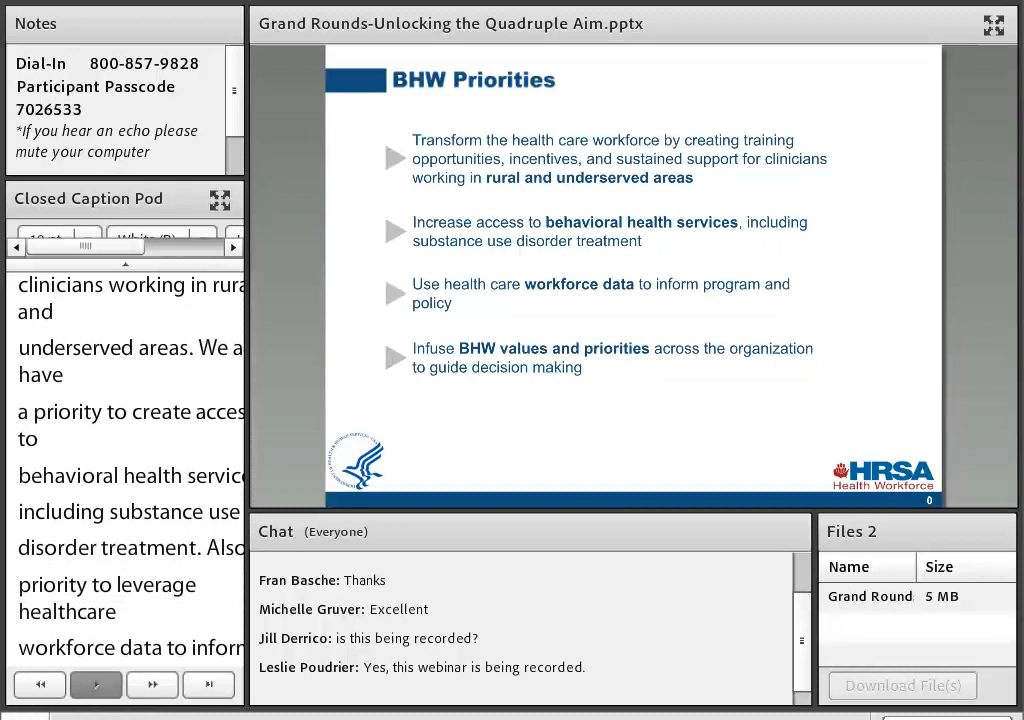 Notes
Dial-In 800-857-9828
Participant Passcode
7026533
*If you hear an echo please
mute your computer
Closed Caption Pod
clinicians working in rura
and
underserved areas. We a
have
a priority to create acces
to
behavioral health service
including substance use
disorder treatment. Also
priority to leverage
healthcare
workforce data to inform
Grand Rounds-Unlocking the Quadruple Aim.pptx
BHW Priorities
Transform the health care workforce by creating training
opportunities, incentives, and sustained support for clinicians
working in rural and underserved areas
Increase access to behavioral health services, including
substance use disorder treatment
Use health care workforce data to inform program and
policy
Infuse BHW values and priorities across the organization
to guide decision making
HRSA
Health Workforce
0
Chat (Everyone)
Fran Basche: Thanks
Michelle Gruver: Excellent
Jill Derrico: is this being recorded?
Leslie Poudrier: Yes, this webinar is being recorded.
Files 2
Name Size
Grand Round 5 MB
Download File(s)